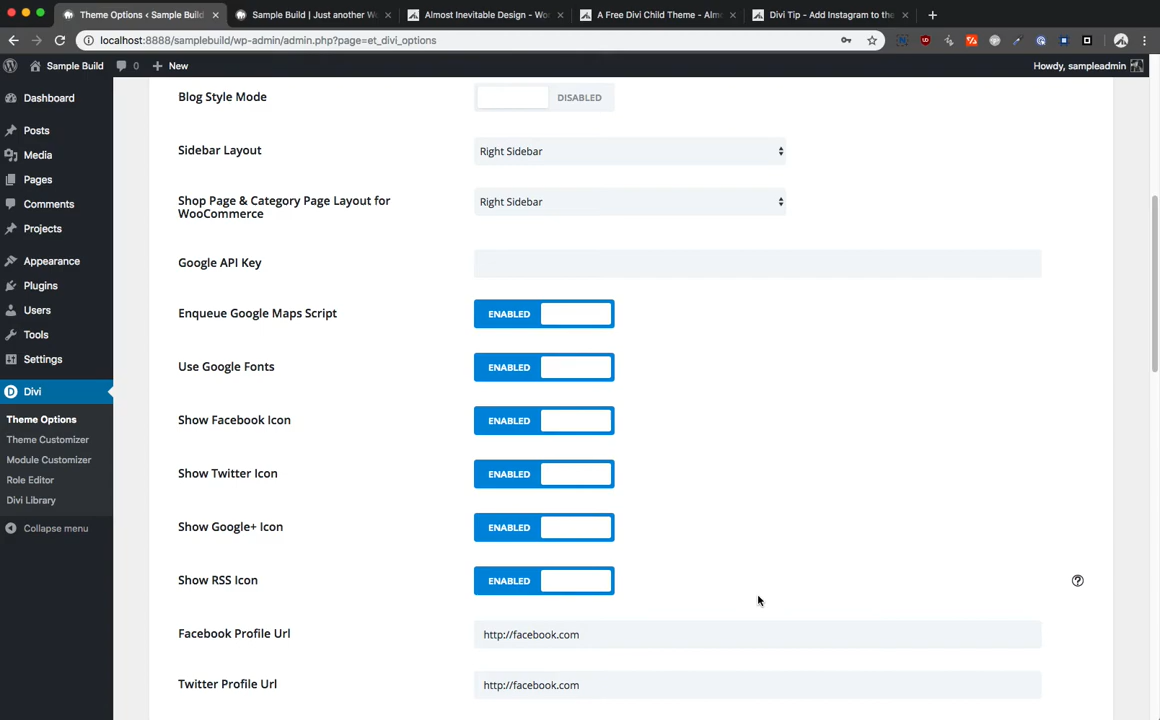 Theme Options ‹ Sample Build
Sample Build | Just another W
Almost Inevitable Design - Wo
A Free Divi Child Theme - Alm
Divi Tip - Add Instagram to the
localhost:8888/samplebuild/wp-admin/admin.php?page=et_divi_options
Sample Build
0
New
Howdy, sampleadmin
Dashboard
Posts
Media
Pages
Comments
Projects
Appearance
Plugins
Users
Tools
Settings
Divi
Theme Options
Theme Customizer
Module Customizer
Role Editor
Divi Library
Collapse menu
Blog Style Mode
DISABLED
Sidebar Layout
Right Sidebar
Shop Page & Category Page Layout for
WooCommerce
Right Sidebar
Google API Key
Enqueue Google Maps Script
ENABLED
Use Google Fonts
ENABLED
Show Facebook Icon
ENABLED
Show Twitter Icon
ENABLED
Show Google+ Icon
ENABLED
Show RSS Icon
ENABLED
Facebook Profile Url
http://facebook.com
Twitter Profile Url
http://facebook.com